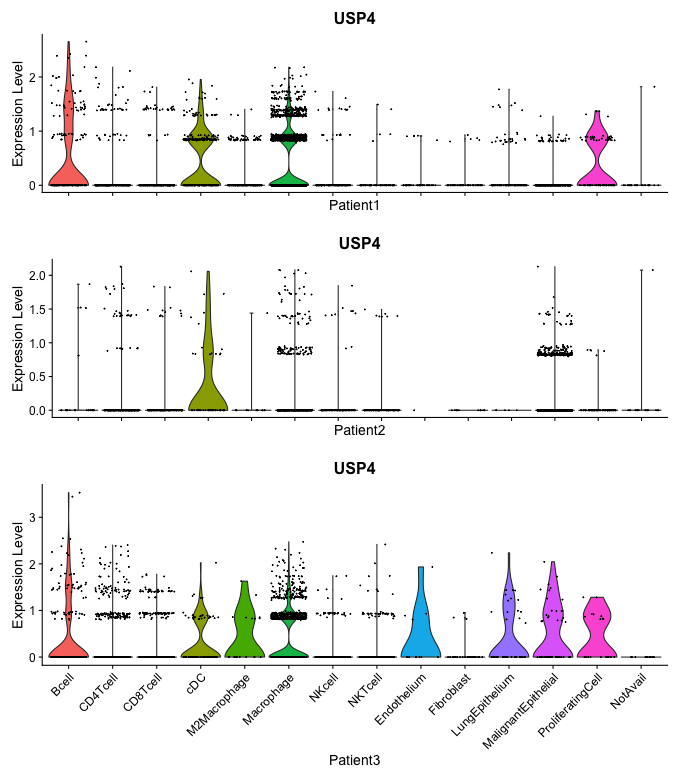 USP4
Expression Level
2
1
0
Patient1
USP4
Expression Level
2.0
1.5
1.0
0.5
0.0
Patient2
USP4
Expression Level
3
2
1
0
Bcell
CD4Tcell
CD8Tcell
cDC
M2Macrophage
Macrophage
NKcell
NKTcell
Endothelium
Fibroblast
LungEpithelium
MalignantEpithelial
ProliferatingCell
NotAvail
Patient3